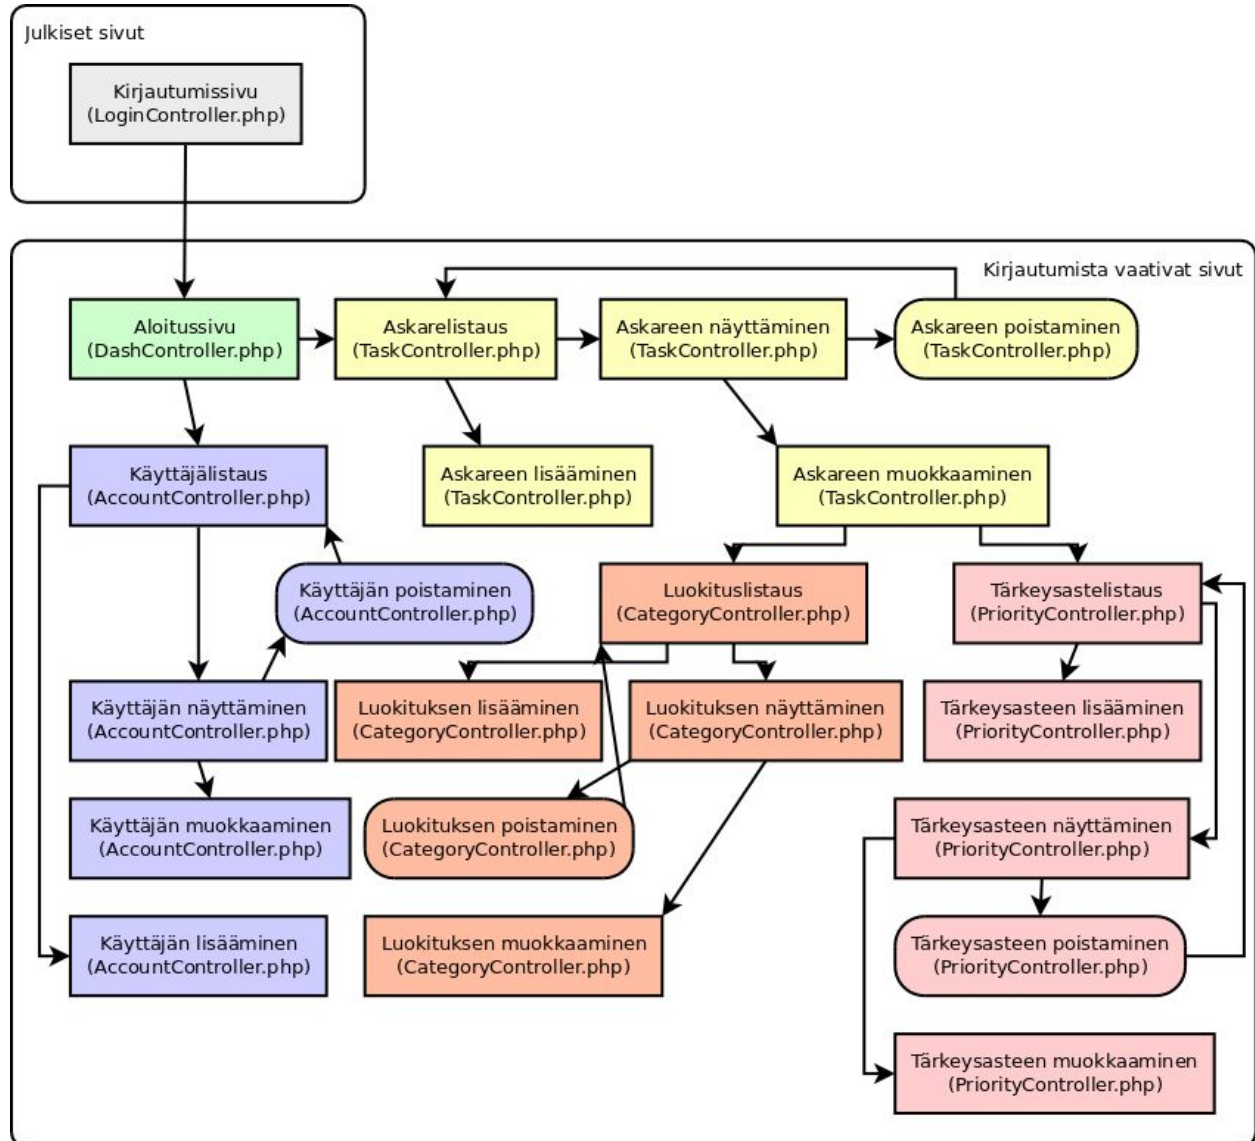 Julkiset sivut
Kirjautumissivu
(LoginController.php)
Kirjautumista vaativat sivut
Aloitussivu
(DashController.php)
Askarelistaus
(TaskController.php)
Askareen näyttäminen
(TaskController.php)
Askareen poistaminen
(TaskController.php)
Käyttäjälistaus
(AccountController.php)
Askareen lisääminen
(TaskController.php)
Askareen muokkaaminen
(TaskController.php)
Käyttäjän poistaminen
(AccountController.php)
Luokituslistaus
(CategoryController.php)
Tärkeysastelistaus
(PriorityController.php)
Käyttäjän näyttäminen
(AccountController.php)
Luokituksen lisääminen
(CategoryController.php)
Luokituksen näyttäminen
(CategoryController.php)
Tärkeysasteen lisääminen
(PriorityController.php)
Käyttäjän muokkaaminen
(AccountController.php)
Luokituksen poistaminen
(CategoryController.php)
Tärkeysasteen näyttäminen
(PriorityController.php)
Käyttäjän lisääminen
(AccountController.php)
Luokituksen muokkaaminen
(CategoryController.php)
Tärkeysasteen poistaminen
(PriorityController.php)
Tärkeysasteen muokkaaminen
(PriorityController.php)